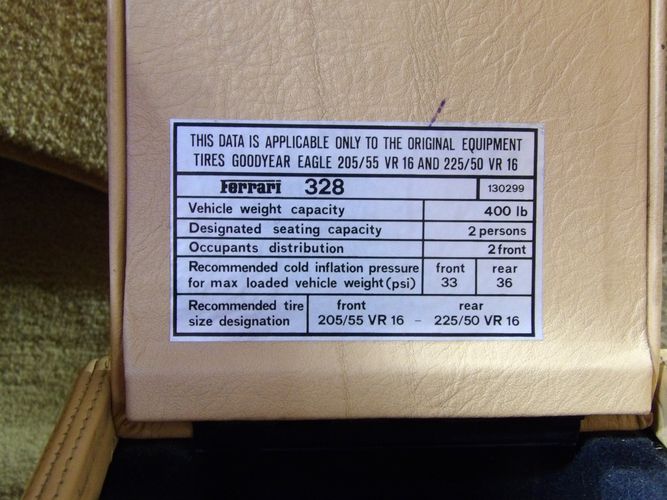 THIS DATA IS APPLICABLE ONLY TO THE ORIGINAL EQUIPMENT
TIRES GOODYEAR EAGLE 205/55 VR 16 AND 225/50 VR 16
Ferrari 328 130299
Vehicle weight capacity 400 lb
Designated seating capacity 2 persons
Occupants distribution 2 front
Recommended cold inflation pressure front rear
for max loaded vehicle weight (psi) 33 36
Recommended tire front rear
size designation 205/55 VR 16 – 225/50 VR 16